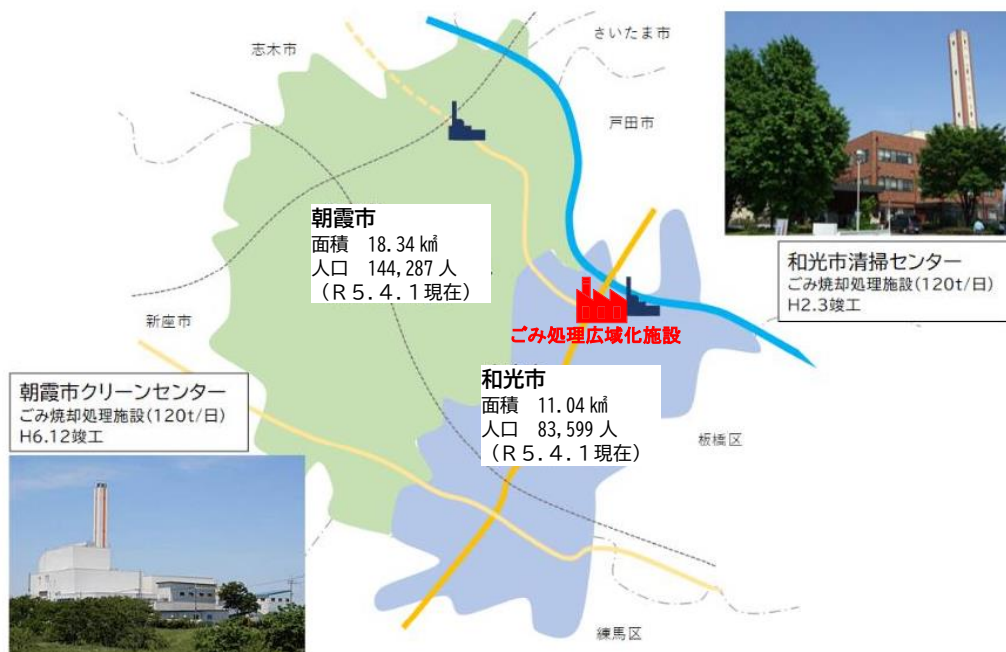 志木市
さいたま市
戸田市
朝霞市
面積 18.34 ㎢
人口 144,287 人
（R５.４.１現在）
和光市清掃センター
ごみ焼却処理施設(120t/日)
H2.3竣工
新座市
ごみ処理広域化施設
和光市
面積 11.04 ㎢
人口 83,599 人
（R５.４.１現在）
朝霞市クリーンセンター
ごみ焼却処理施設(120t/日)
H6.12竣工
板橋区
練馬区